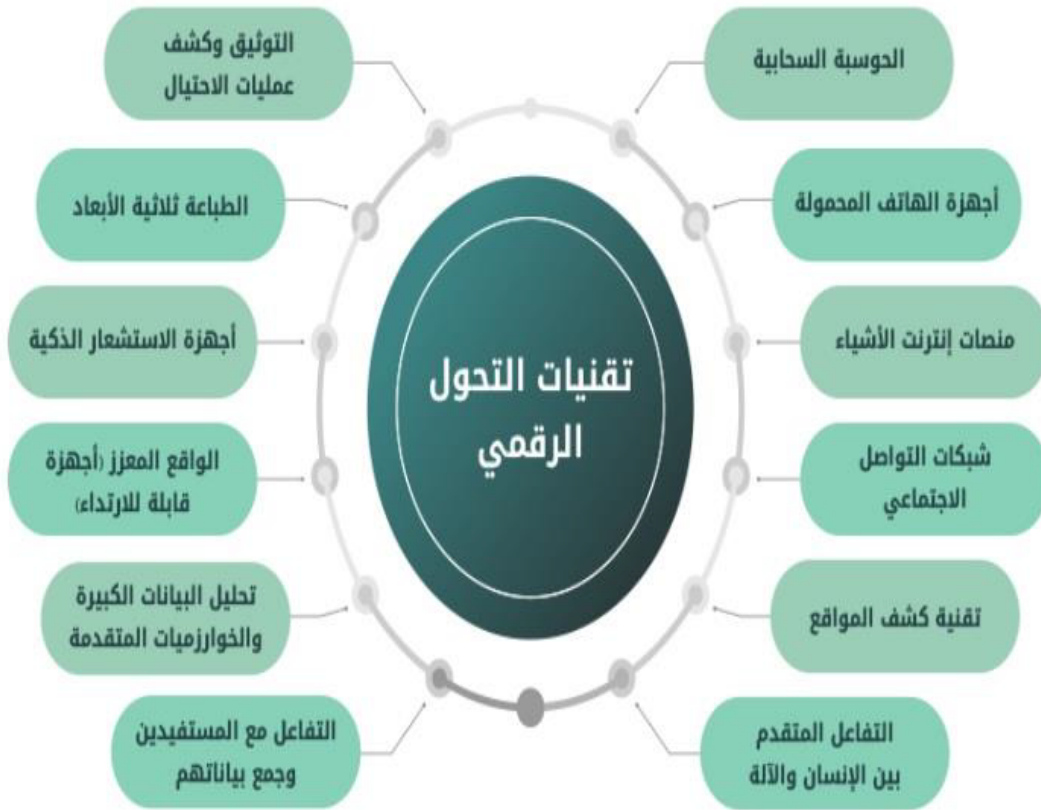 تقنيات التحول
الرقمي
الحوسبة السحابية
أجهزة الهاتف المحمولة
منصات إنترنت الأشياء
شبكات التواصل
الاجتماعي
تقنية كشف المواقع
التفاعل المتقدم
بين الإنسان والآلة
التوثيق وكشف
عمليات الاحتيال
الطباعة ثلاثية الأبعاد
أجهزة الاستشعار الذكية
الواقع المعزز (أجهزة
قابلة للارتداء)
تحليل البيانات الكبيرة
والخوارزميات المتقدمة
التفاعل مع المستفيدين
وجمع بياناتهم